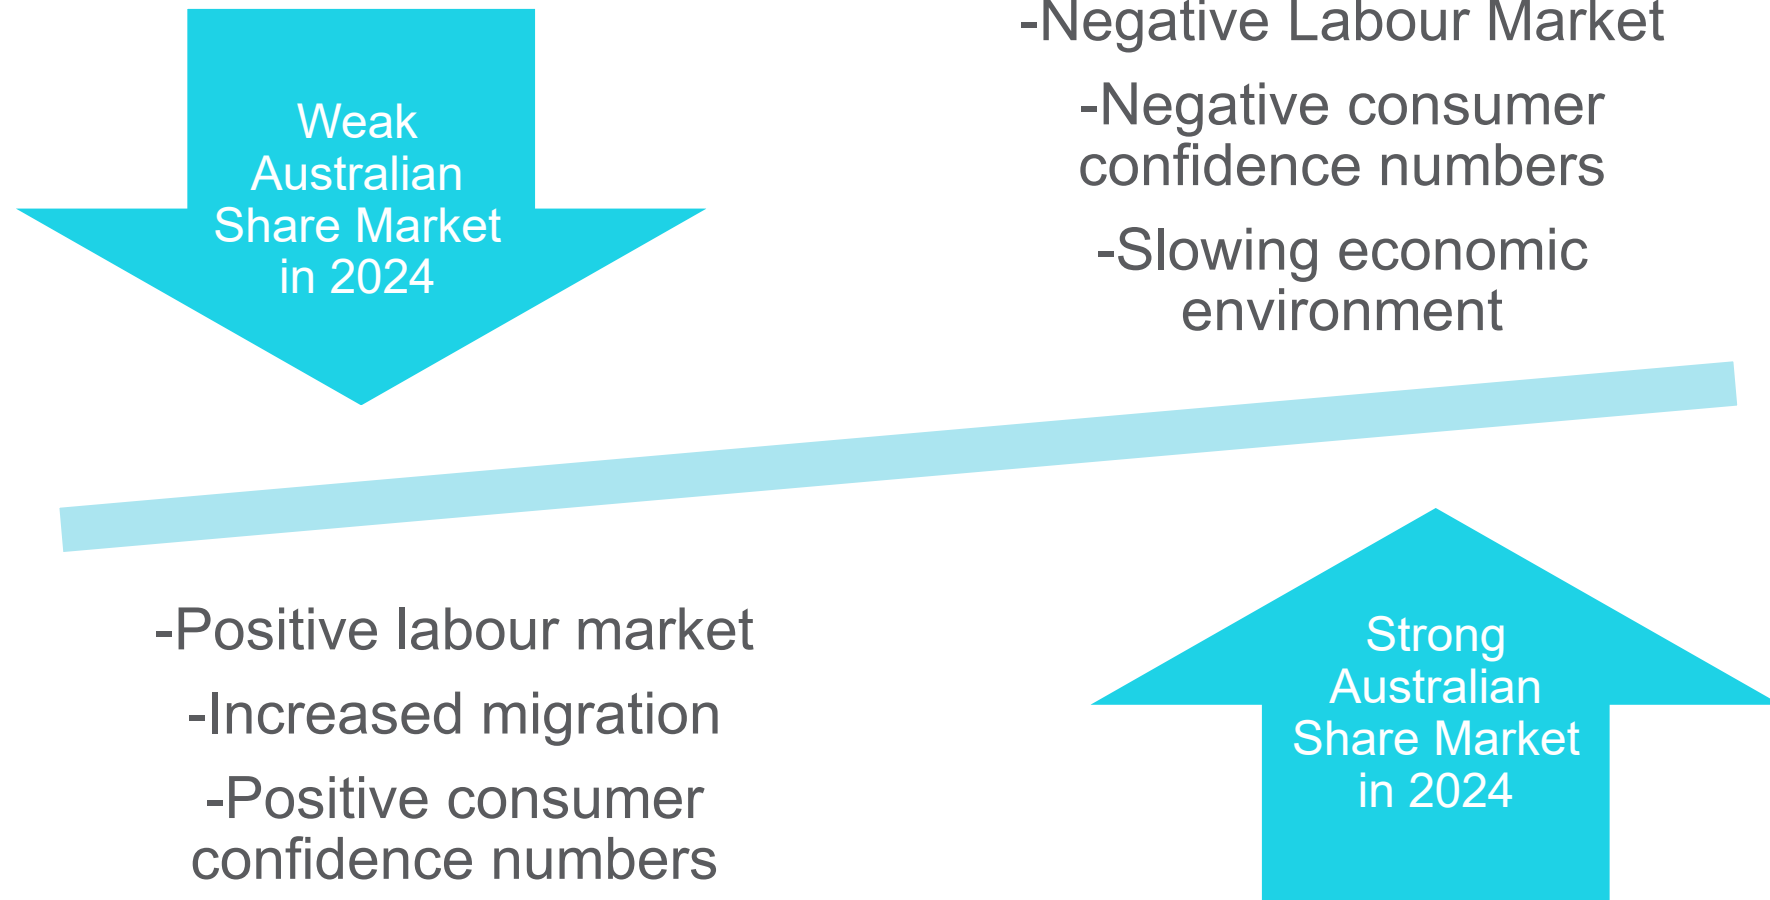 Weak
Australian
Share Market
in 2024
-Negative Labour Market
-Negative consumer
confidence numbers
-Slowing economic
environment
-Positive labour market
-Increased migration
-Positive consumer
confidence numbers
Strong
Australian
Share Market
in 2024